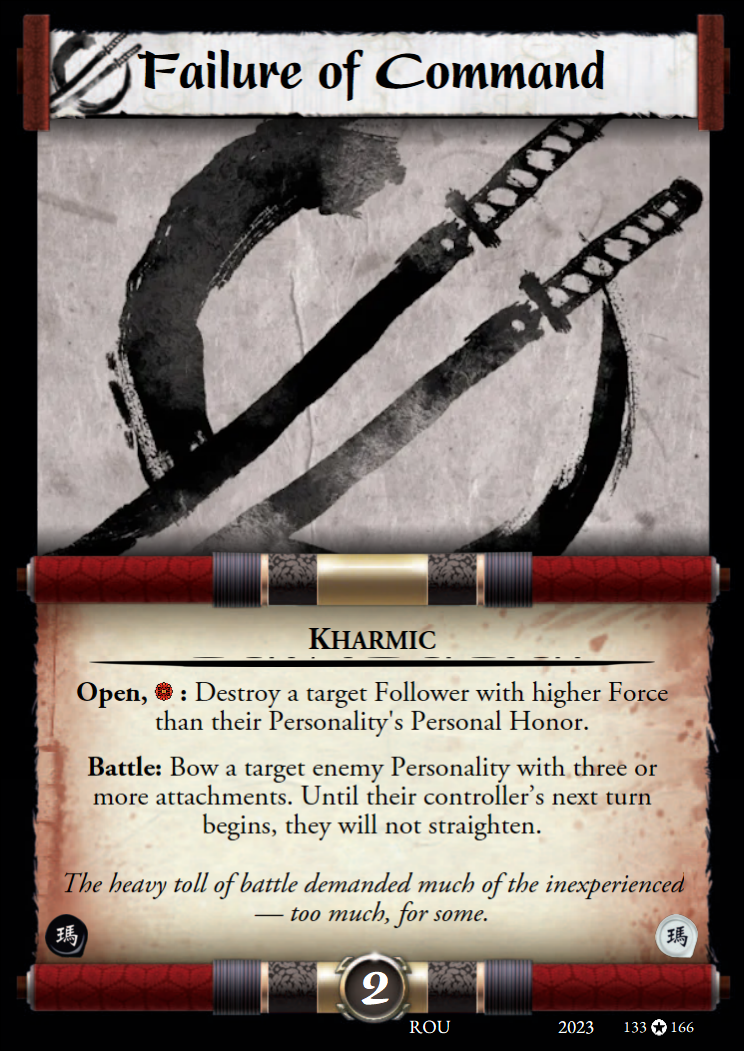 Failure of Command
KHARMIC
Open, : Destroy a target Follower with higher Force
than their Personality's Personal Honor.
Battle: Bow a target enemy Personality with three or
more attachments. Until their controller’s next turn
begins, they will not straighten.
The heavy toll of battle demanded much of the inexperienced
— too much, for some.
瑪
瑪
2
ROU 2023 133 166